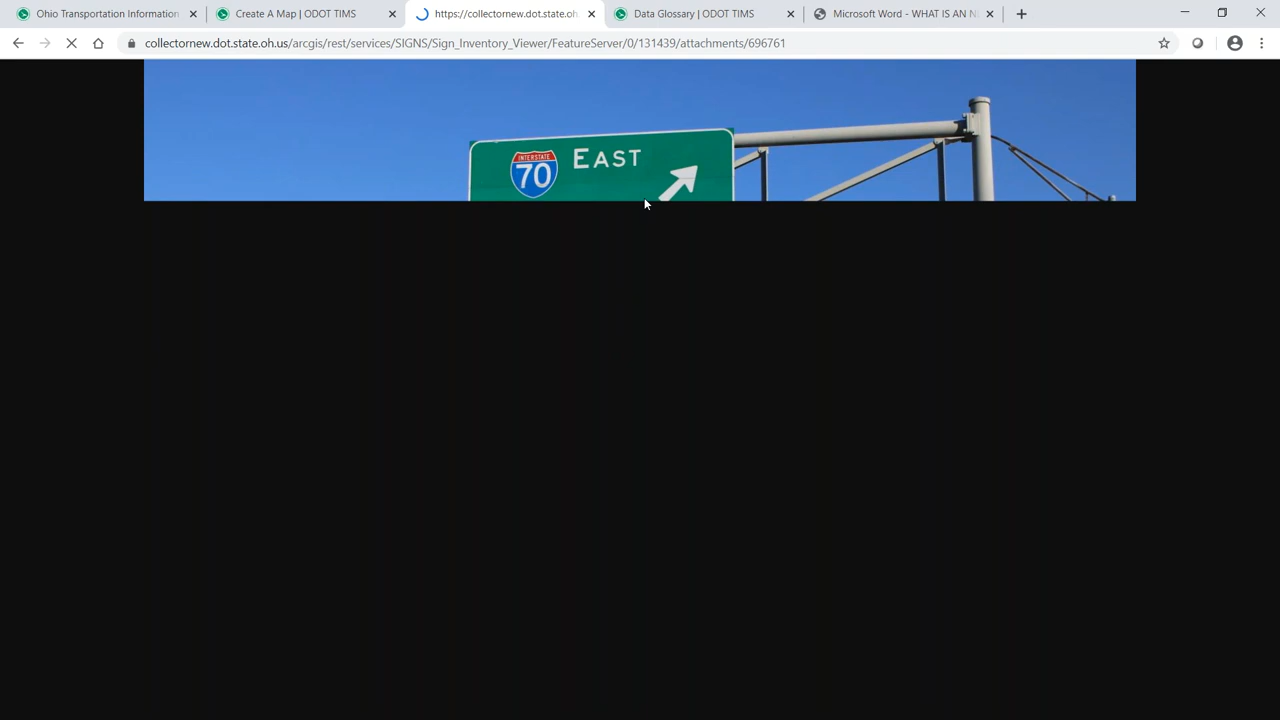 Ohio Transportation Information
Create A Map | ODOT TIMS
https://collectornew.dot.state.oh
Data Glossary | ODOT TIMS
Microsoft Word - WHAT IS AN N
collectornew.dot.state.oh.us/arcgis/rest/services/SIGNS/Sign_Inventory_Viewer/FeatureServer/0/131439/attachments/696761
INTERSTATE
70
EAST